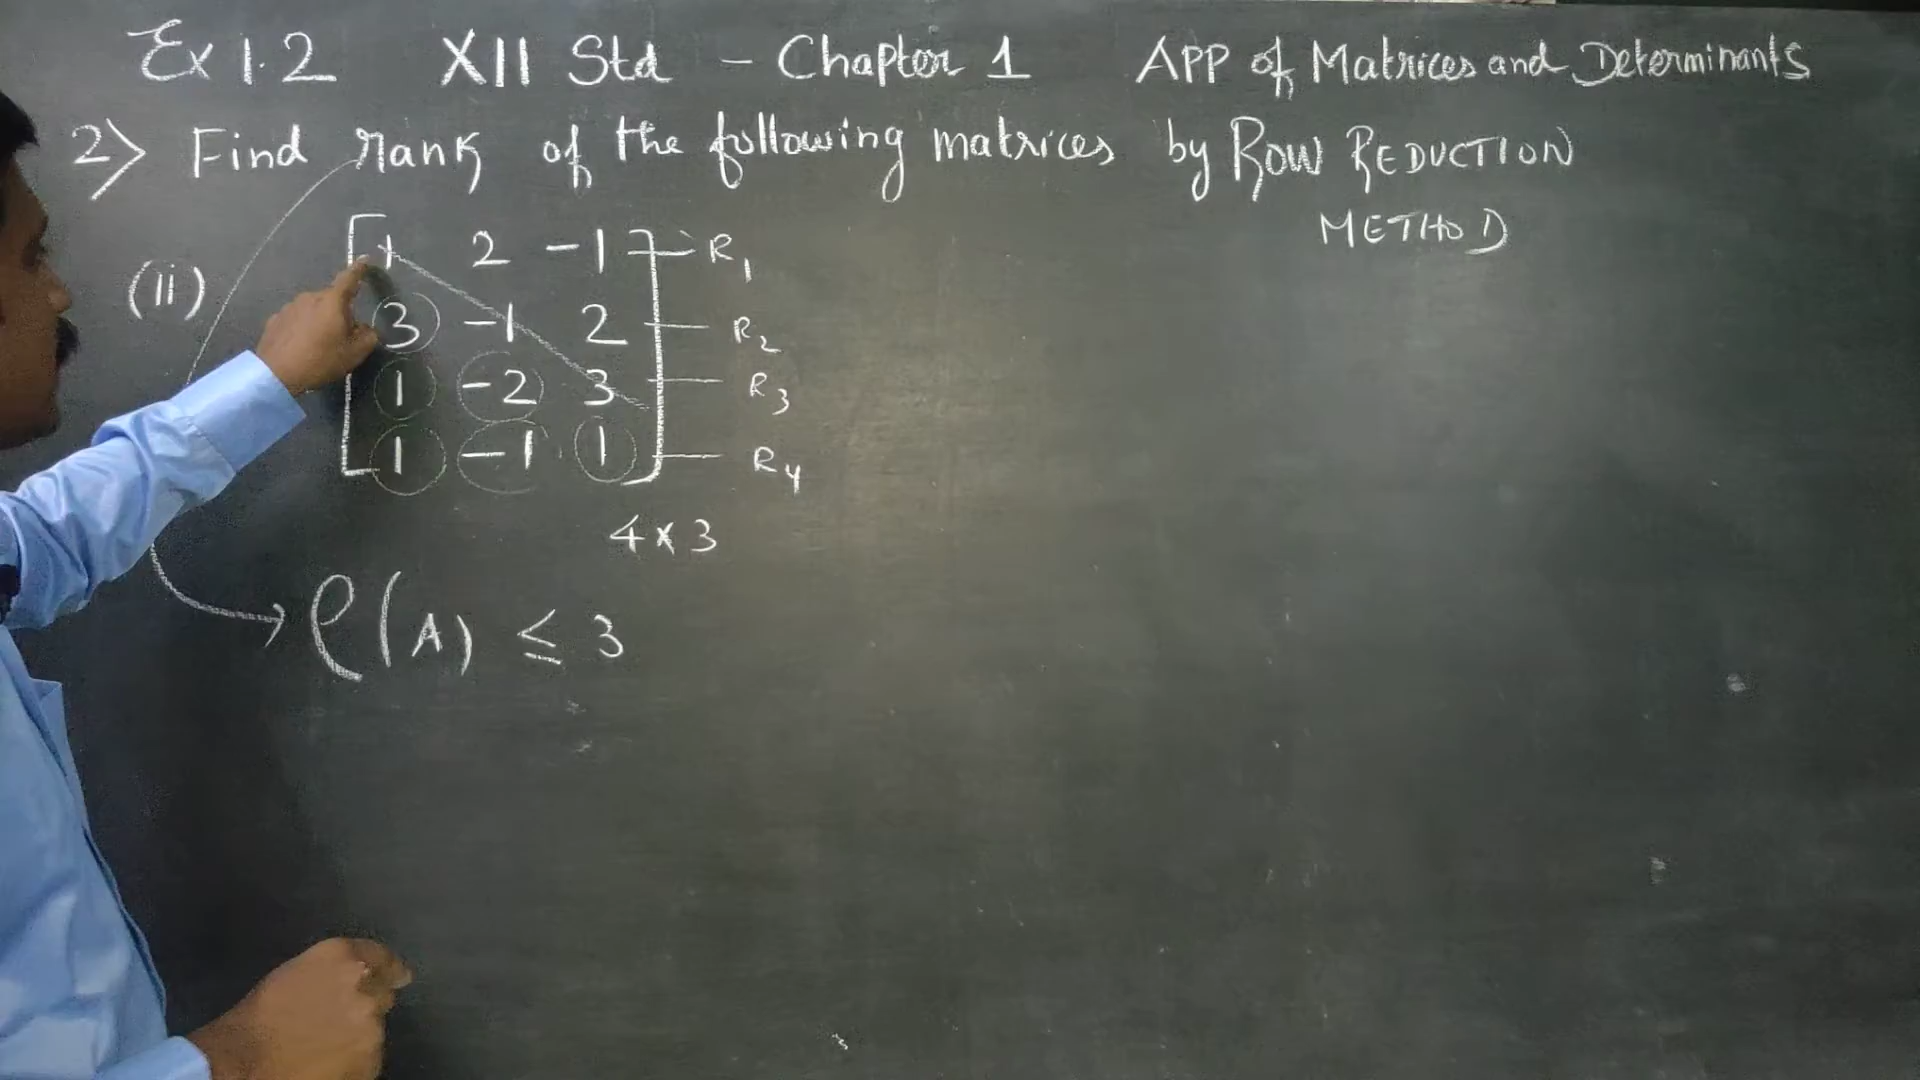 Ex 1.2 XII Std - Chapter 1 APP of Matrices and Determinants
2) Find rank of the following matrices by ROW REDUCTION
METHOD
(ii)
1 2 -1 R1
3 -1 2 R2
1 -2 3 R3
1 -1 1 R4
4 × 3
ρ(A) ≤ 3